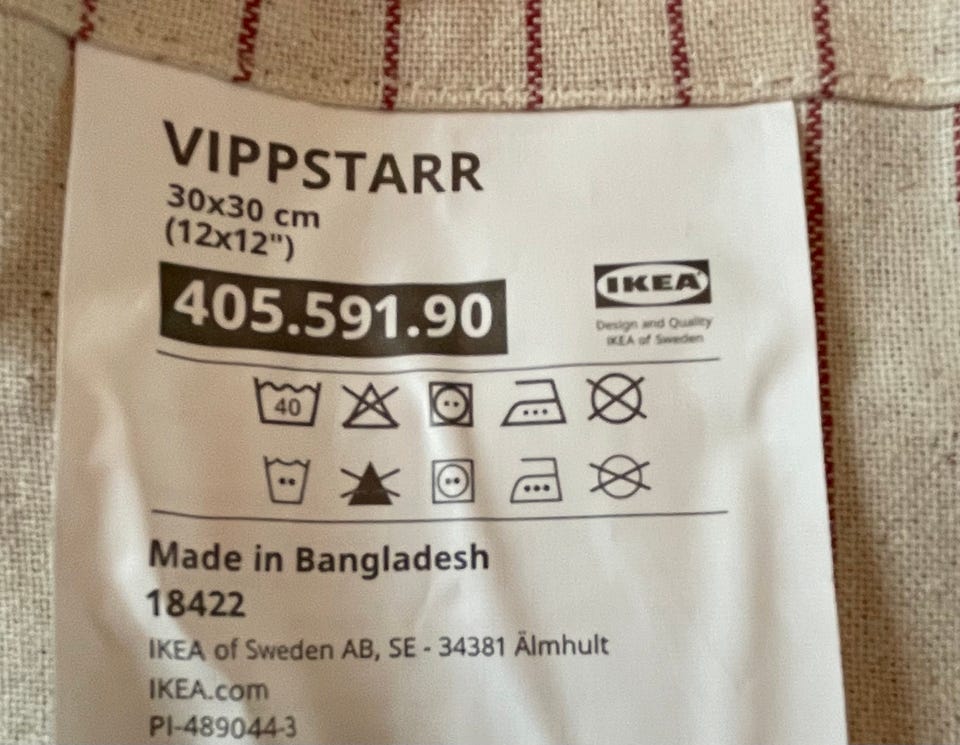 VIPPSTARR
30x30 cm
(12x12")
405.591.90
IKEA
Design and Quality
IKEA of Sweden
40
Made in Bangladesh
18422
IKEA of Sweden AB, SE - 34381 Älmhult
IKEA.com
PI-489044-3